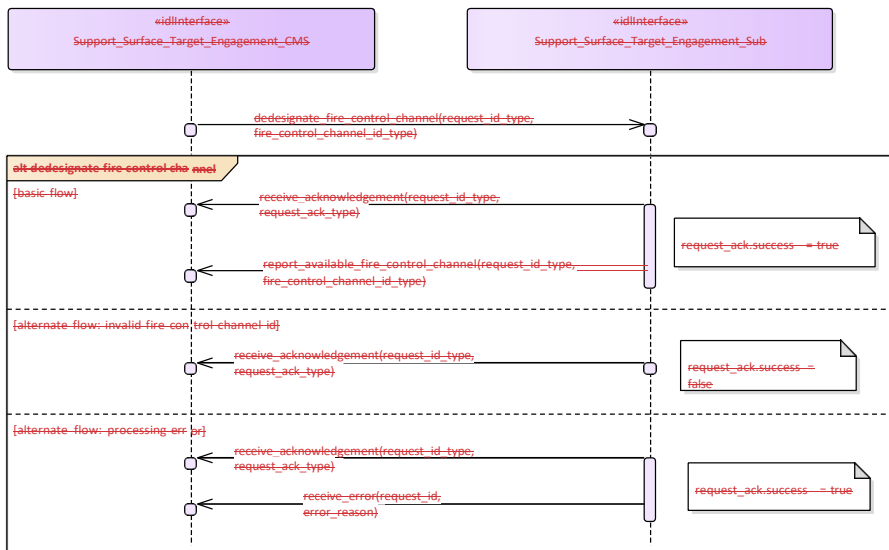 «idlInterface»
Support_Surface_Target_Engagement_CMS
«idlInterface»
Support_Surface_Target_Engagement_Sub
dedesignate_fire_control_channel(request_id_type,
fire_control_channel_id_type)
alt dedesignate fire control cha nnel
[basic flow]
receive_acknowledgement(request_id_type,
request_ack_type)
request_ack.success = true
report_available_fire_control_channel(request_id_type,
fire_control_channel_id_type)
[alternate flow: invalid fire con trol channel id]
receive_acknowledgement(request_id_type,
request_ack_type)
request_ack.success =
false
[alternate flow: processing err or]
receive_acknowledgement(request_id_type,
request_ack_type)
request_ack.success = true
receive_error(request_id,
error_reason)